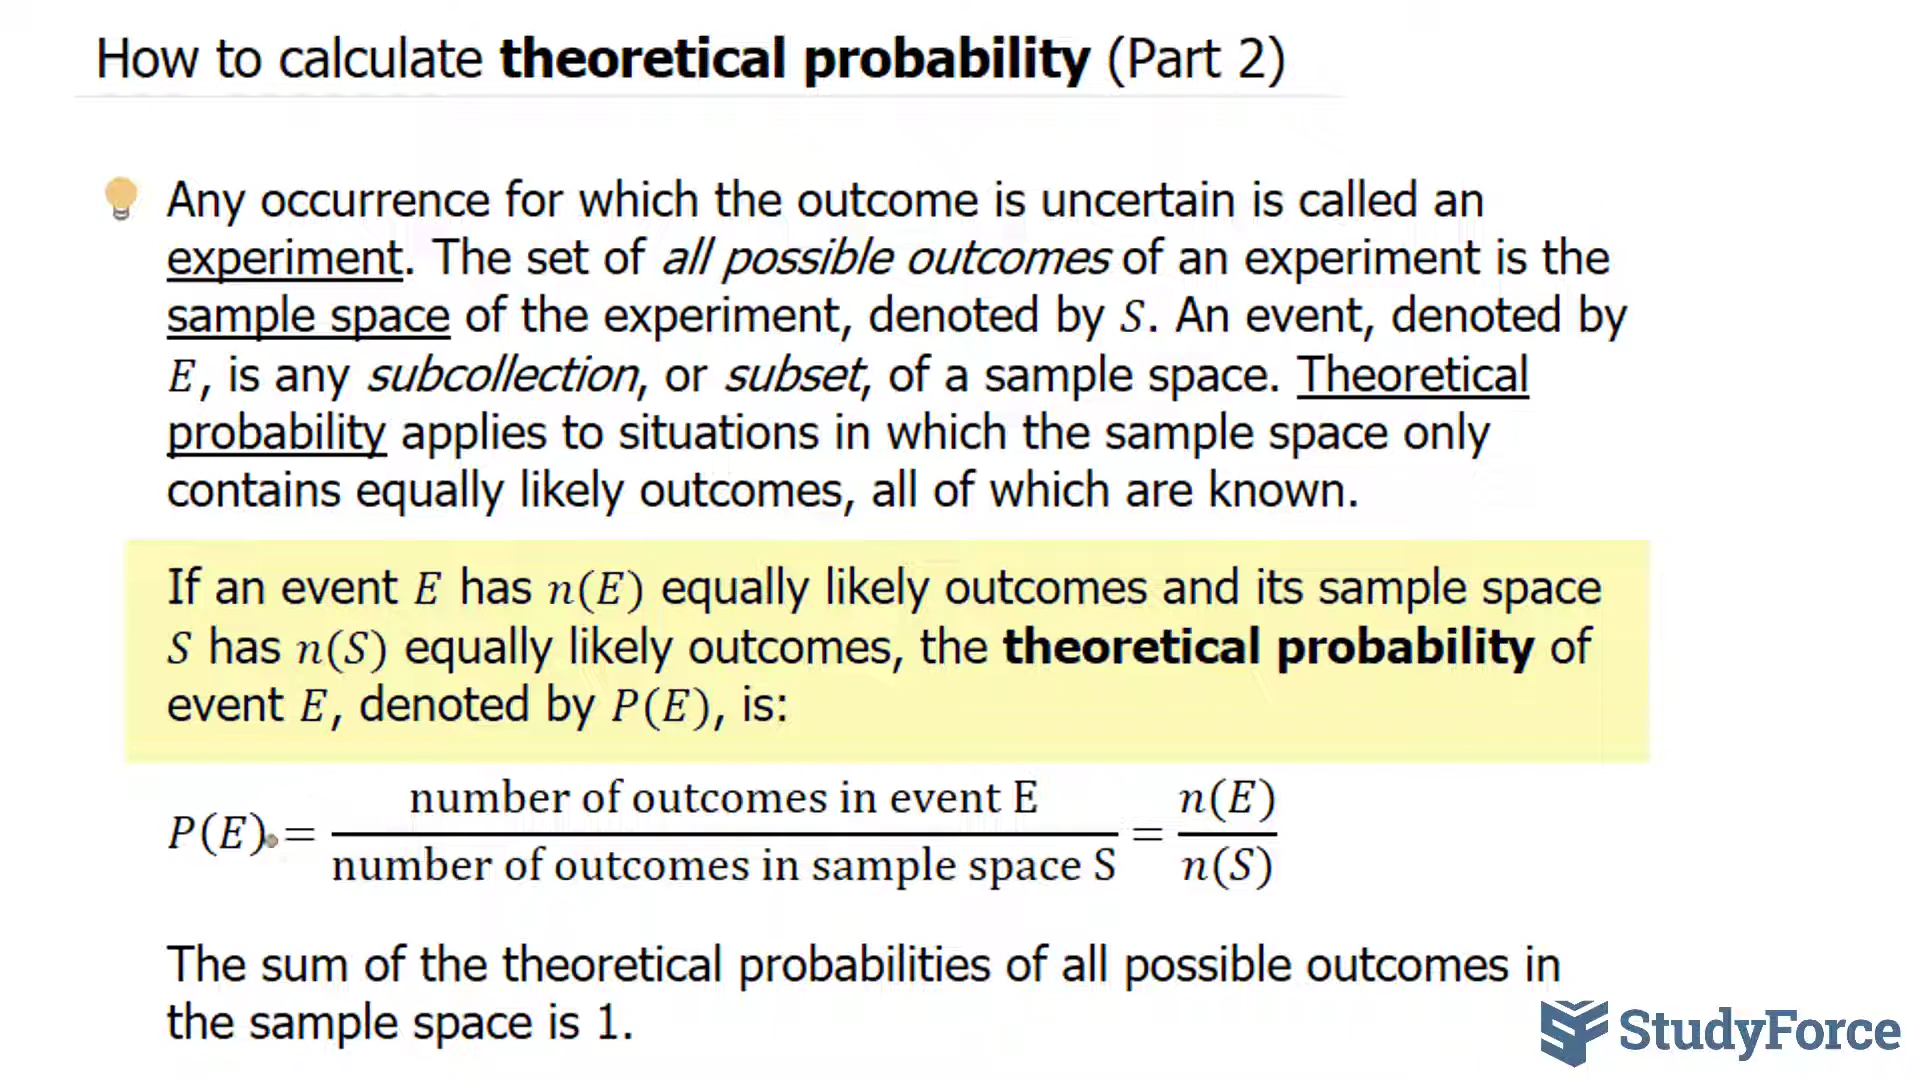 How to calculate theoretical probability (Part 2)
Any occurrence for which the outcome is uncertain is called an
experiment. The set of all possible outcomes of an experiment is the
sample space of the experiment, denoted by S. An event, denoted by
E, is any subcollection, or subset, of a sample space. Theoretical
probability applies to situations in which the sample space only
contains equally likely outcomes, all of which are known.
If an event E has n(E) equally likely outcomes and its sample space
S has n(S) equally likely outcomes, the theoretical probability of
event E, denoted by P(E), is:
P(E) = number of outcomes in event E / number of outcomes in sample space S = n(E) / n(S)
The sum of the theoretical probabilities of all possible outcomes in
the sample space is 1.
StudyForce